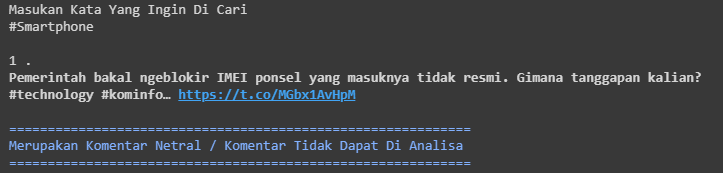 Masukan Kata Yang Ingin Di Cari
#Smartphone
1 .
Pemerintah bakal ngeblokir IMEI ponsel yang masuknya tidak resmi. Gimana tanggapan kalian?
#technology #kominfo… https://t.co/MGbx1AvHpM
============================================================
Merupakan Komentar Netral / Komentar Tidak Dapat Di Analisa
============================================================